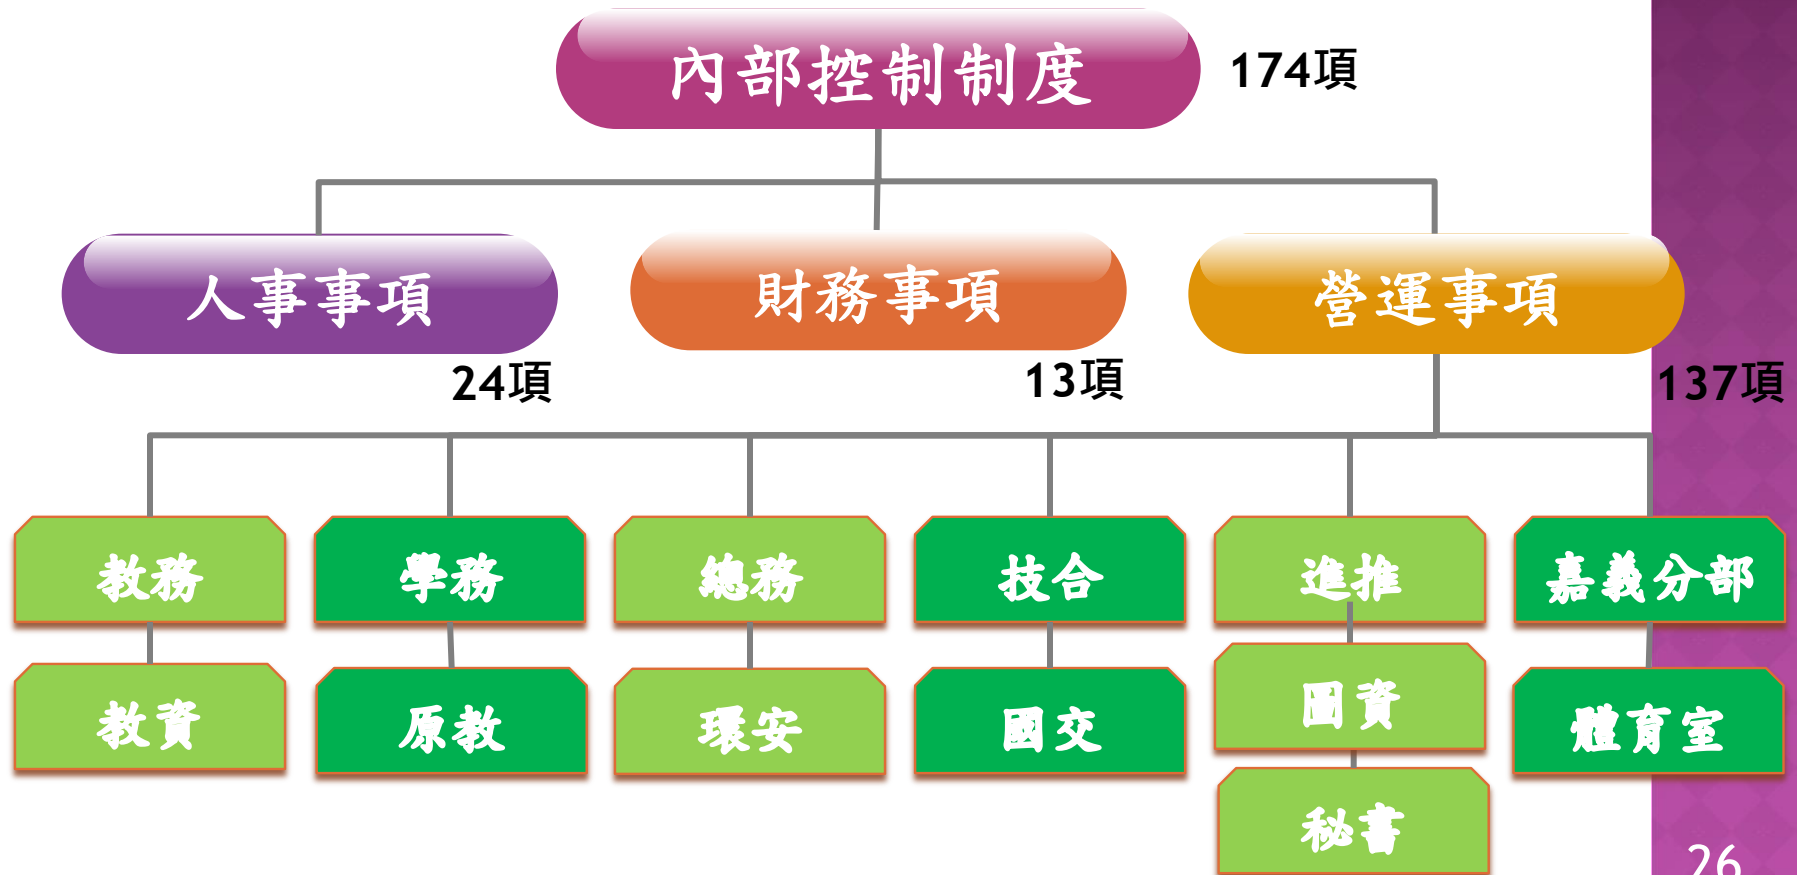 內部控制制度
174項
人事事項
財務事項
營運事項
24項
13項
137項
教務
學務
總務
技合
進推
嘉義分部
教資
原教
環安
國交
圖資
體育室
秘書
26